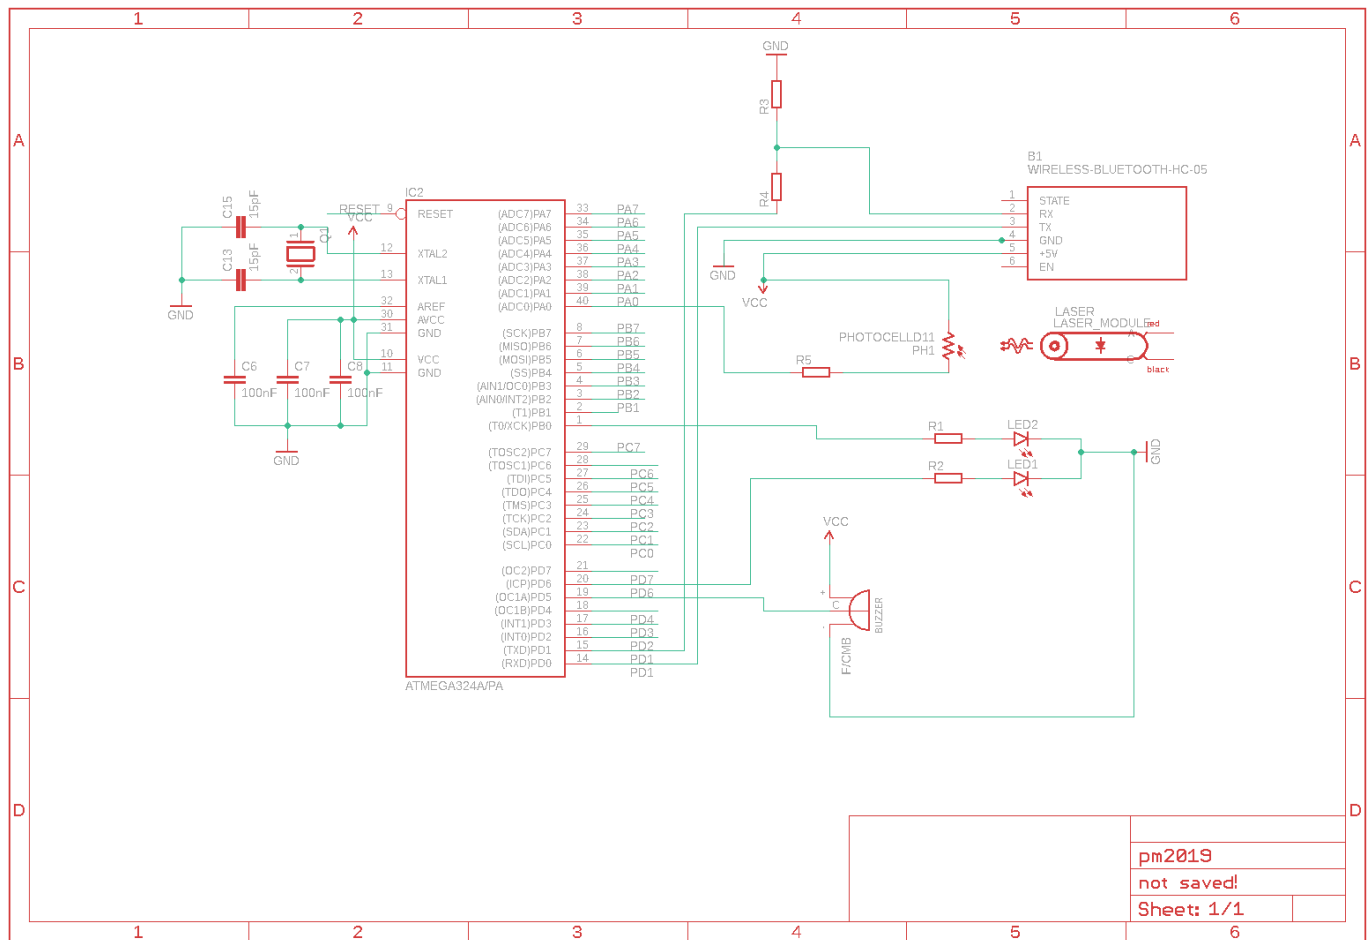 1 2 3 4 5 6
A A
B B
C C
D D
GND
R3
R4
B1
WIRELESS-BLUETOOTH-HC-05
1 STATE
2 RX
3 TX
4 GND
5 +5V
6 EN
GND
VCC
C15 15pF
C13 15pF
Q1
1
2
GND
RESET
VCC
IC2
9 RESET
12 XTAL2
13 XTAL1
32 AREF
30 AVCC
31 GND
10 VCC
11 GND
C6 100nF
C7 100nF
C8 100nF
GND
(ADC7)PA7 33 PA7
(ADC6)PA6 34 PA6
(ADC5)PA5 35 PA5
(ADC4)PA4 36 PA4
(ADC3)PA3 37 PA3
(ADC2)PA2 38 PA2
(ADC1)PA1 39 PA1
(ADC0)PA0 40 PA0
(SCK)PB7 8 PB7
(MISO)PB6 7 PB6
(MOSI)PB5 6 PB5
(SS)PB4 5 PB4
(AIN1/OC0)PB3 4 PB3
(AIN0/INT2)PB2 3 PB2
(T1)PB1 2 PB1
(T0/XCK)PB0 1
(TOSC2)PC7 29 PC7
(TOSC1)PC6 28
(TDI)PC5 27 PC6
(TDO)PC4 26 PC5
(TMS)PC3 25 PC4
(TCK)PC2 24 PC3
(SDA)PC1 23 PC2
(SCL)PC0 22 PC1
PC0
(OC2)PD7 21
(ICP)PD6 20 PD7
(OC1A)PD5 19 PD6
(OC1B)PD4 18
(INT1)PD3 17 PD4
(INT0)PD2 16 PD3
(TXD)PD1 15 PD2
(RXD)PD0 14 PD1
PD1
ATMEGA324A/PA
PHOTOCELLD11
PH1
R5
LASER
LASER_MODULE
red
A
C
black
R1
LED2
R2
LED1
GND
VCC
+
C
-
BUZZER
F/CMB
pm2019
not saved!
Sheet: 1/1
1 2 3 4 5 6